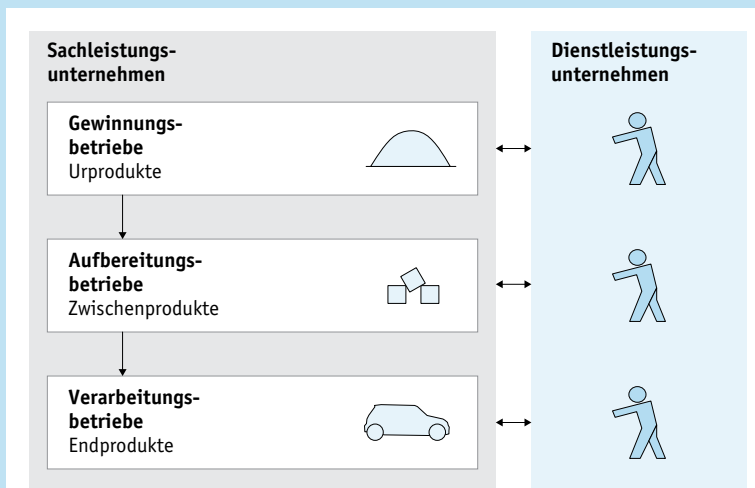 Sachleistungs-
unternehmen
Gewinnungs-
betriebe
Urprodukte
Aufbereitungs-
betriebe
Zwischenprodukte
Verarbeitungs-
betriebe
Endprodukte
Dienstleistungs-
unternehmen